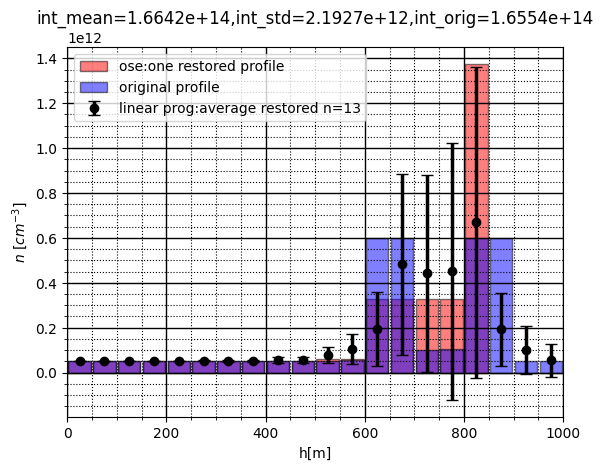 int_mean=1.6642e+14,int_std=2.1927e+12,int_orig=1.6554e+14
1e12
ose:one restored profile
original profile
linear prog:average restored n=13
1.4
1.2
1.0
0.8
0.6
0.4
0.2
0.0
n [cm⁻³]
0 200 400 600 800 1000
h[m]